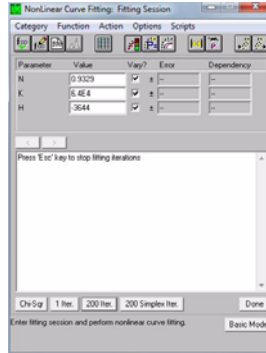 NonLinear Curve Fitting: Fitting Session
Category Function Action Options Scripts
Parameter Value Vary? Error Dependency
N 0.9329 ± -- --
K 6.4E4 ± -- --
H -3644 ± -- --
Press 'Esc' key to stop fitting iterations
Chi-Sqr 1 Iter. 200 Iter. 200 Simplex Iter. Done
Enter fitting session and perform nonlinear curve fitting. Basic Mode